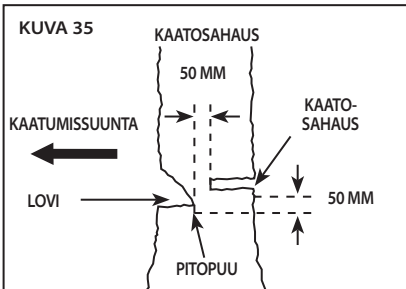 KUVA 35
KAATOSAHAUS
50 MM
KAATO-
SAHAUS
KAATUMISSUUNTA
LOVI
50 MM
PITOPUU